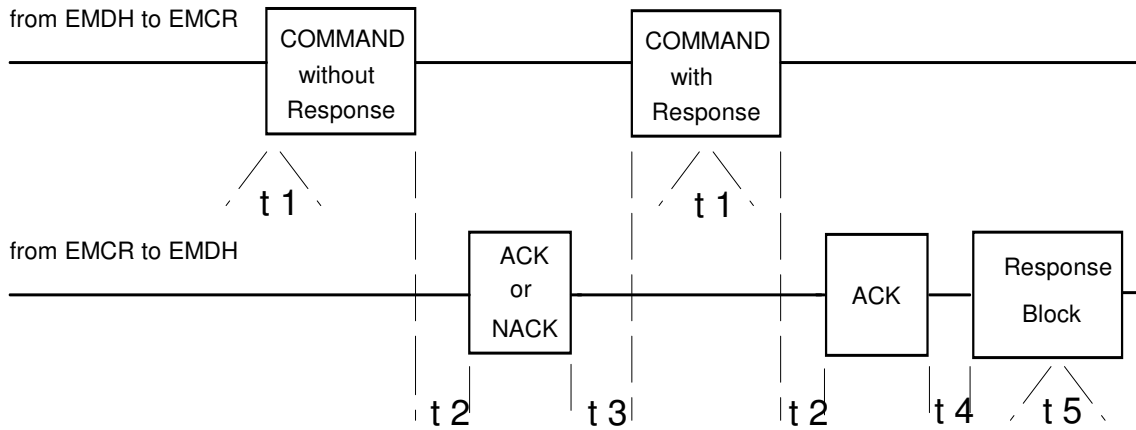 from EMDH to EMCR
COMMAND
without
Response
COMMAND
with
Response
t 1
t 1
from EMCR to EMDH
ACK
or
NACK
ACK
Response
Block
t 2
t 3
t 2
t 4
t 5